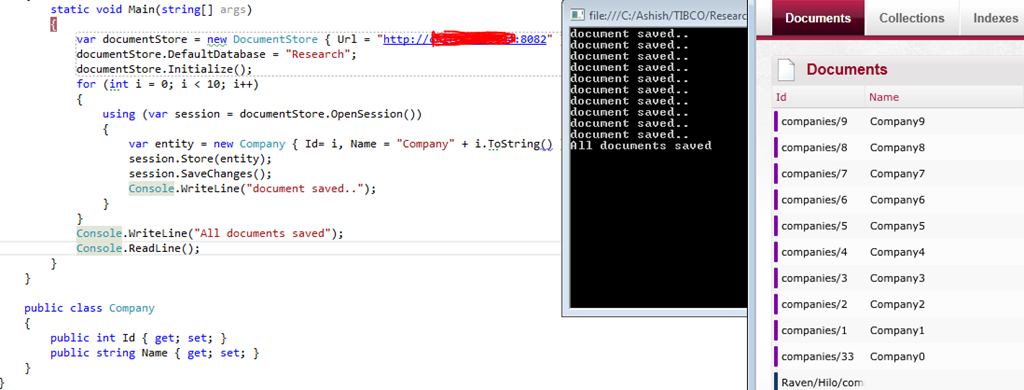 static void Main(string[] args)
{
var documentStore = new DocumentStore { Url = "http:// :8082"
documentStore.DefaultDatabase = "Research";
documentStore.Initialize();
for (int i = 0; i < 10; i++)
{
using (var session = documentStore.OpenSession())
{
var entity = new Company { Id= i, Name = "Company" + i.ToString()
session.Store(entity);
session.SaveChanges();
Console.WriteLine("document saved..");
}
}
Console.WriteLine("All documents saved");
Console.ReadLine();
}
}
public class Company
{
public int Id { get; set; }
public string Name { get; set; }
}
}
file:///C:/Ashish/TIBCO/Researc
document saved..
document saved..
document saved..
document saved..
document saved..
document saved..
document saved..
document saved..
document saved..
document saved..
All documents saved
Documents Collections Indexes
Documents
Id Name
companies/9 Company9
companies/8 Company8
companies/7 Company7
companies/6 Company6
companies/5 Company5
companies/4 Company4
companies/3 Company3
companies/2 Company2
companies/1 Company1
companies/33 Company0
Raven/Hilo/com